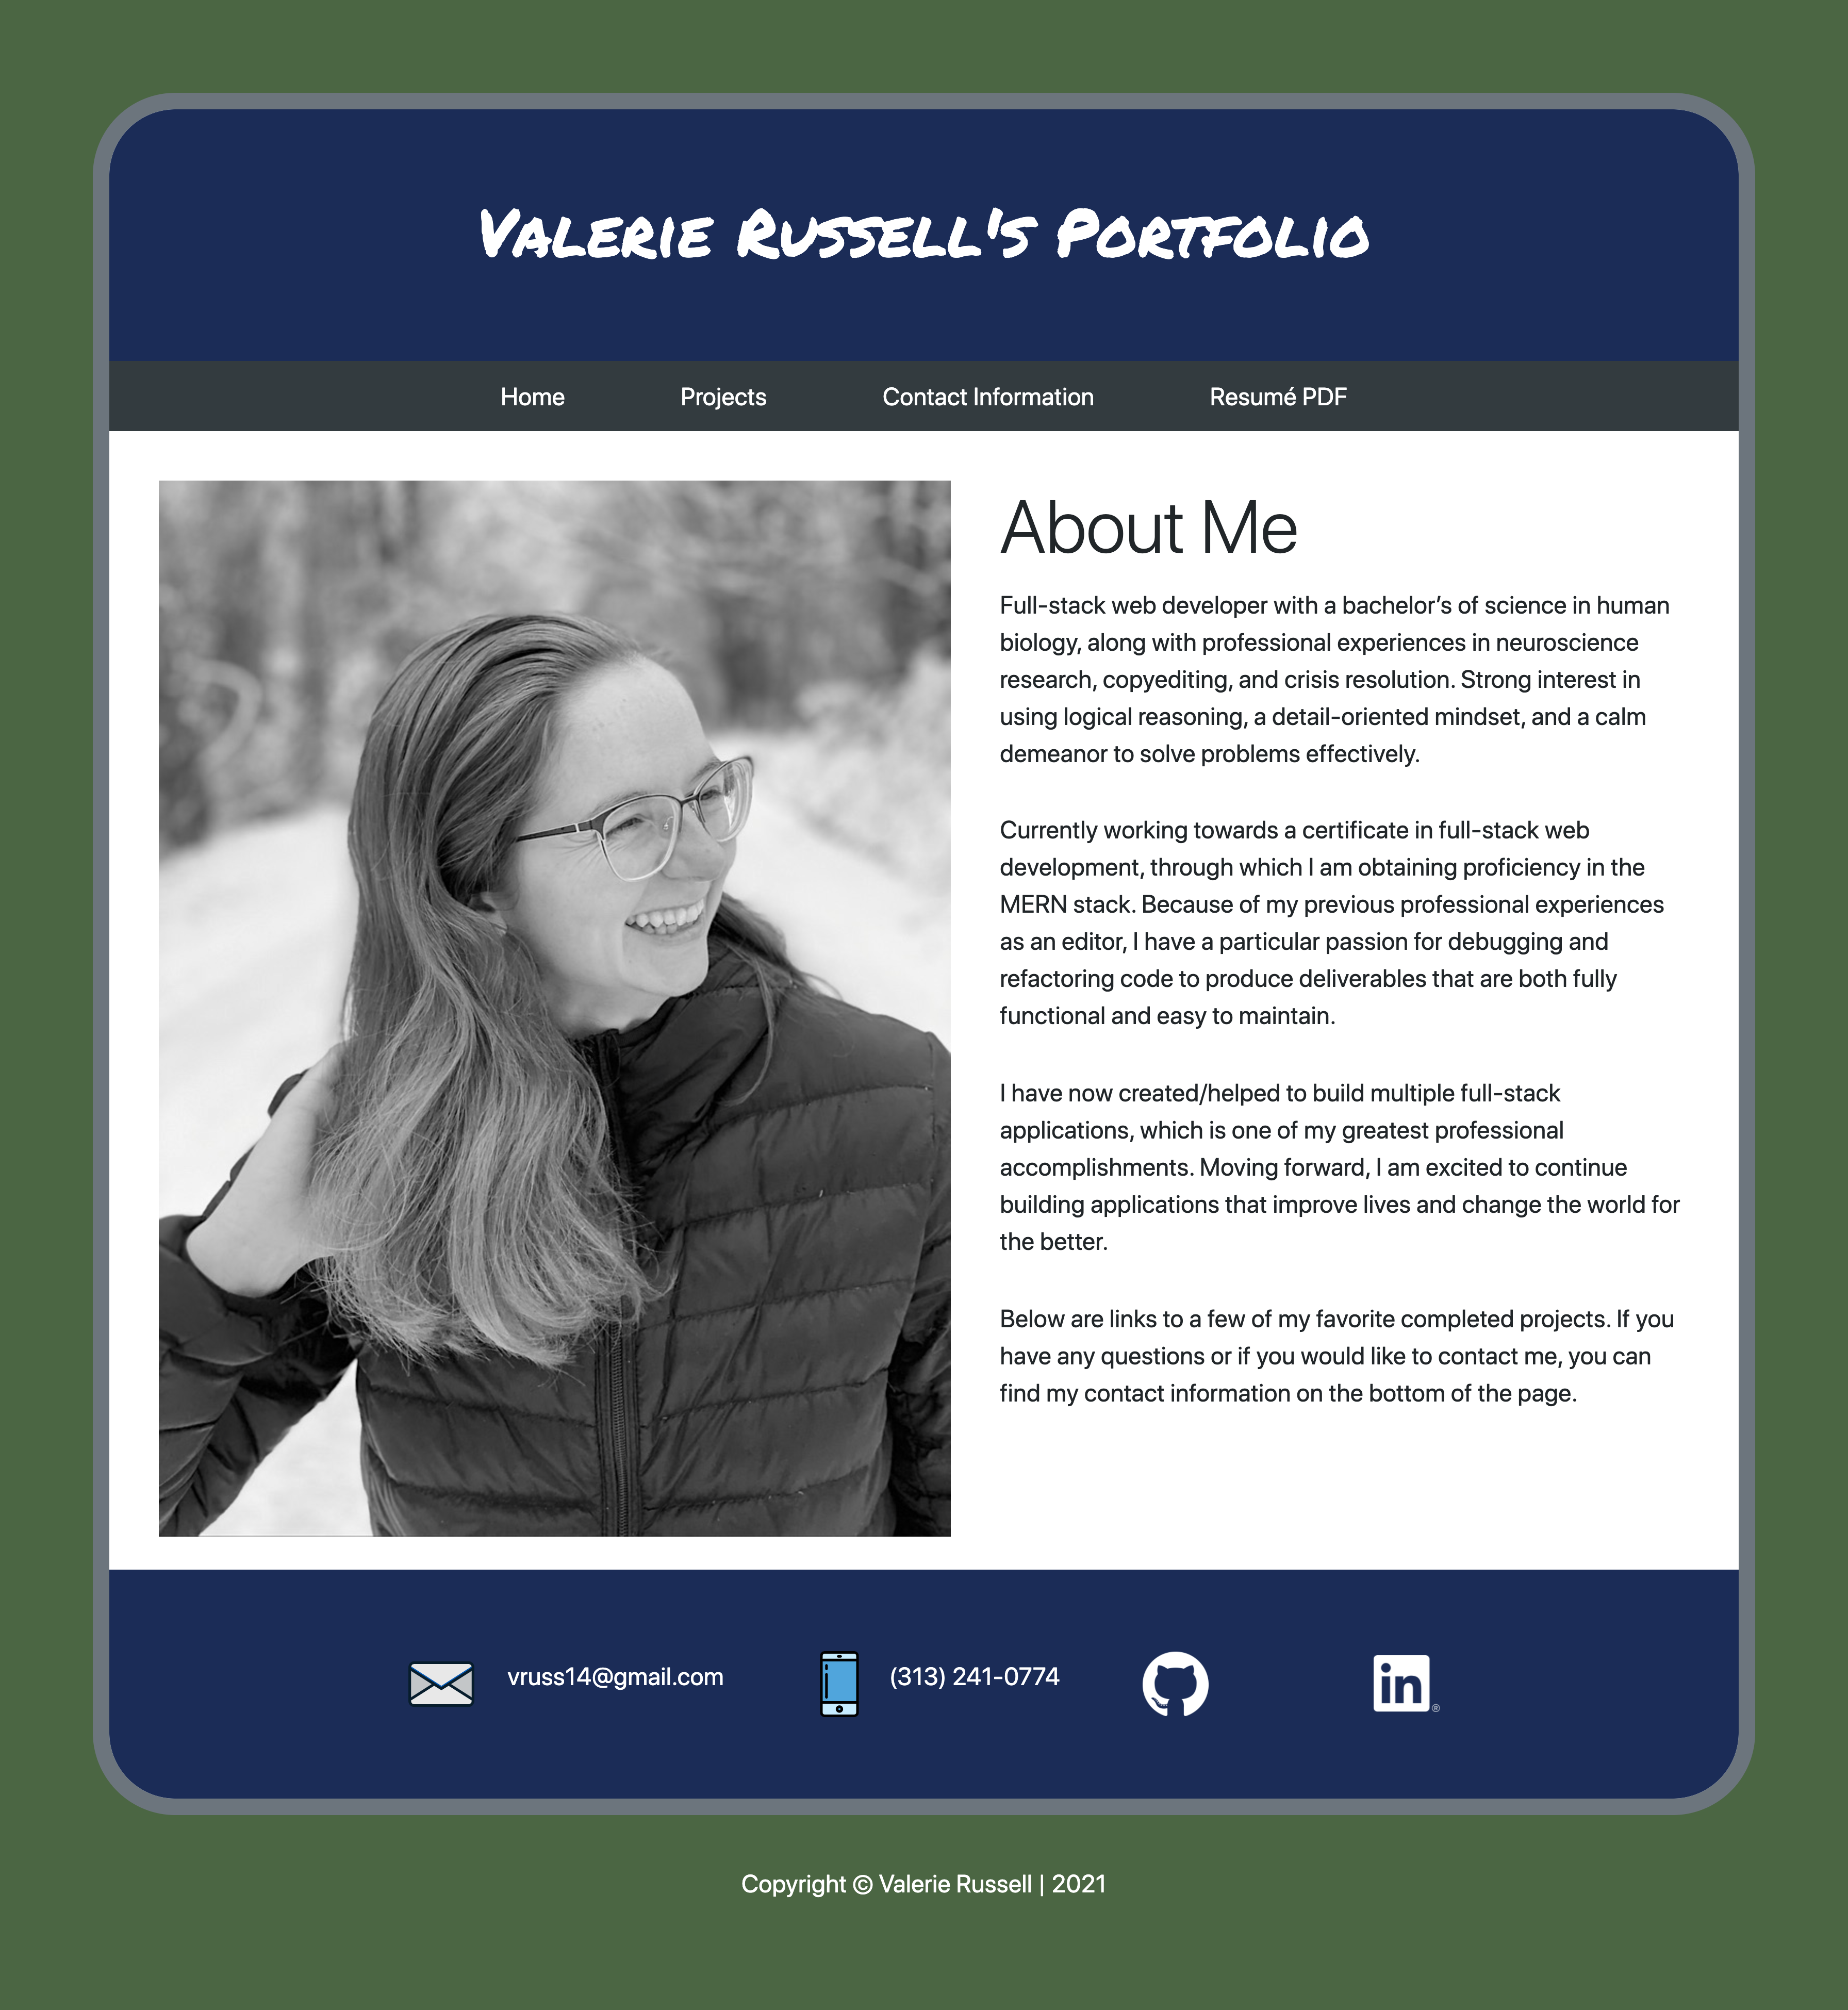 Valerie Russell's Portfolio
Home Projects Contact Information Resumé PDF
About Me
Full-stack web developer with a bachelor’s of science in human
biology, along with professional experiences in neuroscience
research, copyediting, and crisis resolution. Strong interest in
using logical reasoning, a detail-oriented mindset, and a calm
demeanor to solve problems effectively.
Currently working towards a certificate in full-stack web
development, through which I am obtaining proficiency in the
MERN stack. Because of my previous professional experiences
as an editor, I have a particular passion for debugging and
refactoring code to produce deliverables that are both fully
functional and easy to maintain.
I have now created/helped to build multiple full-stack
applications, which is one of my greatest professional
accomplishments. Moving forward, I am excited to continue
building applications that improve lives and change the world for
the better.
Below are links to a few of my favorite completed projects. If you
have any questions or if you would like to contact me, you can
find my contact information on the bottom of the page.
vruss14@gmail.com (313) 241-0774 in®
Copyright © Valerie Russell | 2021